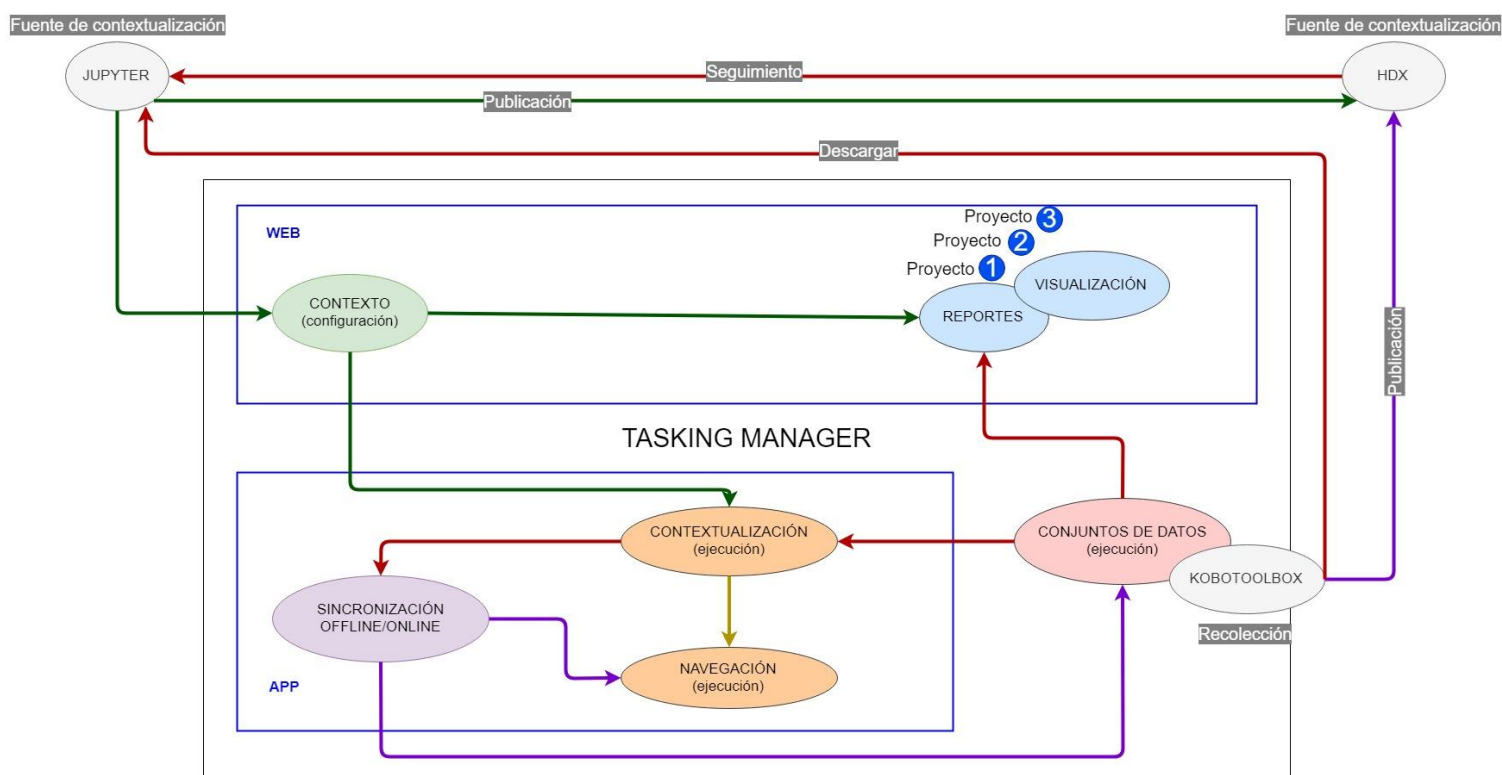 Fuente de contextualización
Fuente de contextualización
JUPYTER
Seguimiento
HDX
Publicación
Descargar
WEB
Proyecto 3
Proyecto 2
Proyecto 1
VISUALIZACIÓN
CONTEXTO
(configuración)
REPORTES
Publicación
TASKING MANAGER
CONTEXTUALIZACIÓN
(ejecución)
CONJUNTOS DE DATOS
(ejecución)
KOBOTOOLBOX
SINCRONIZACIÓN
OFFLINE/ONLINE
Recolección
NAVEGACIÓN
(ejecución)
APP